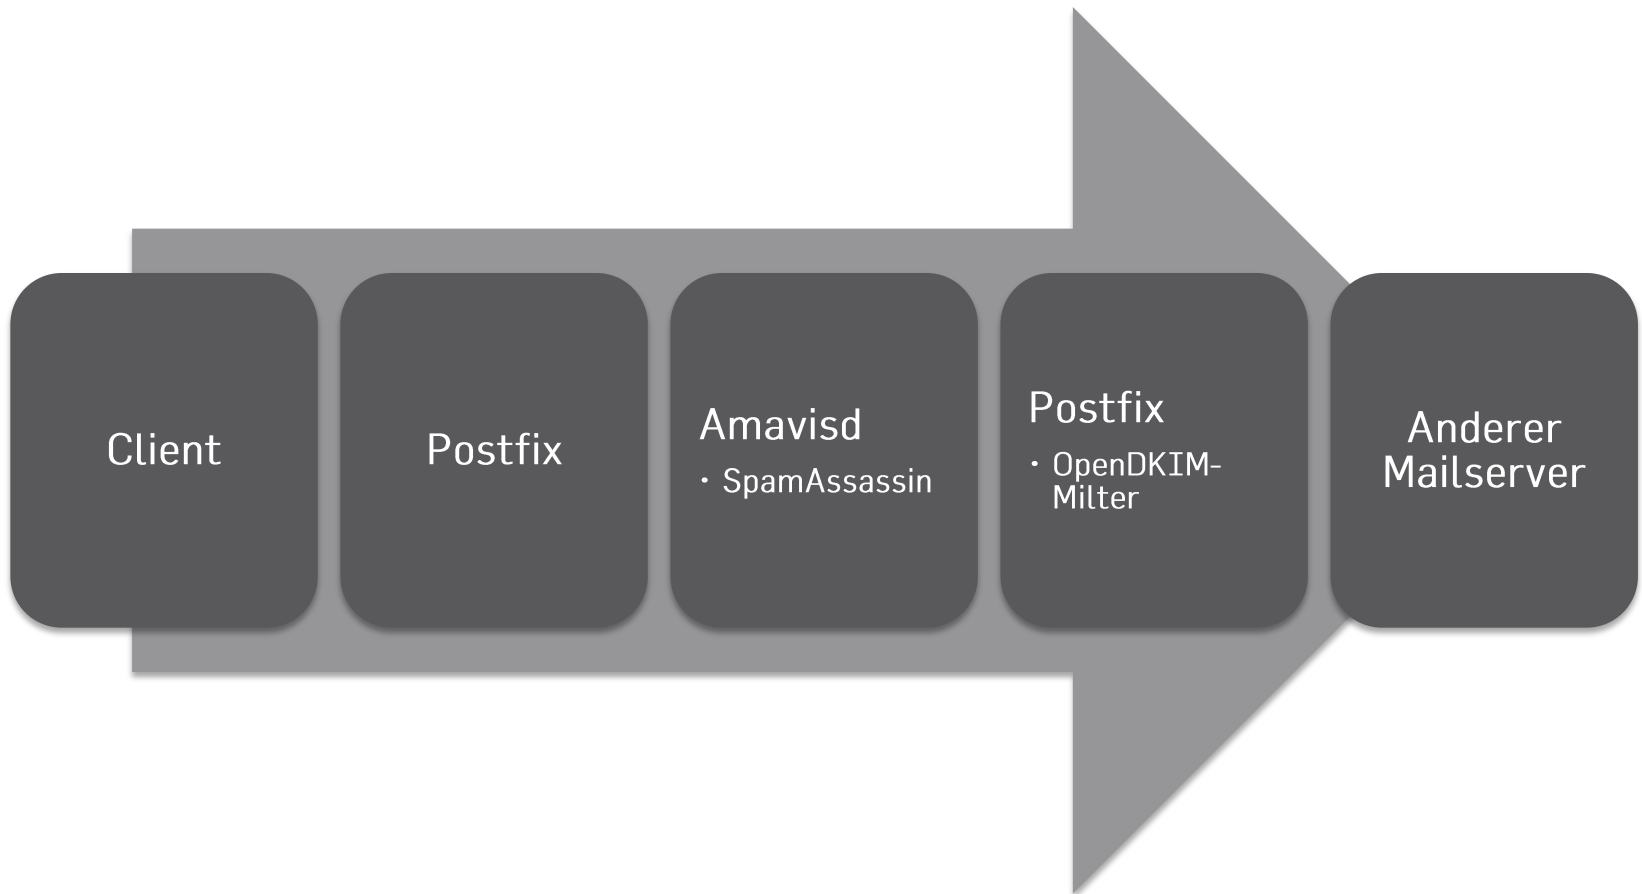 Client
Postfix
Amavisd
· SpamAssassin
Postfix
· OpenDKIM-
Milter
Anderer
Mailserver